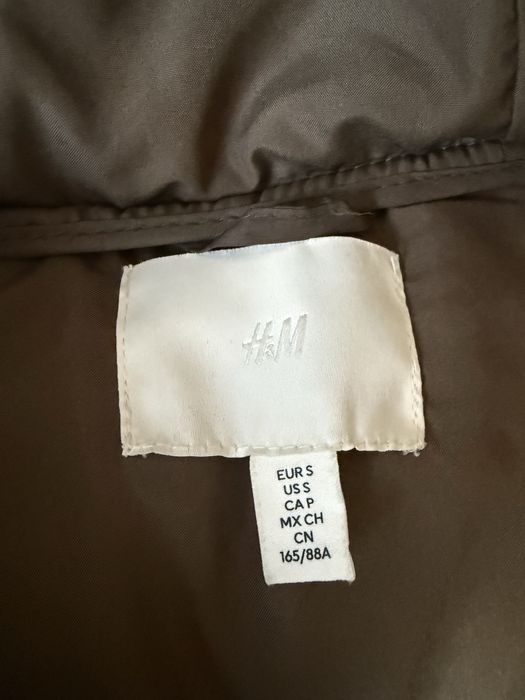 H&M
EUR S
US S
CA P
MX CH
CN
165/88A